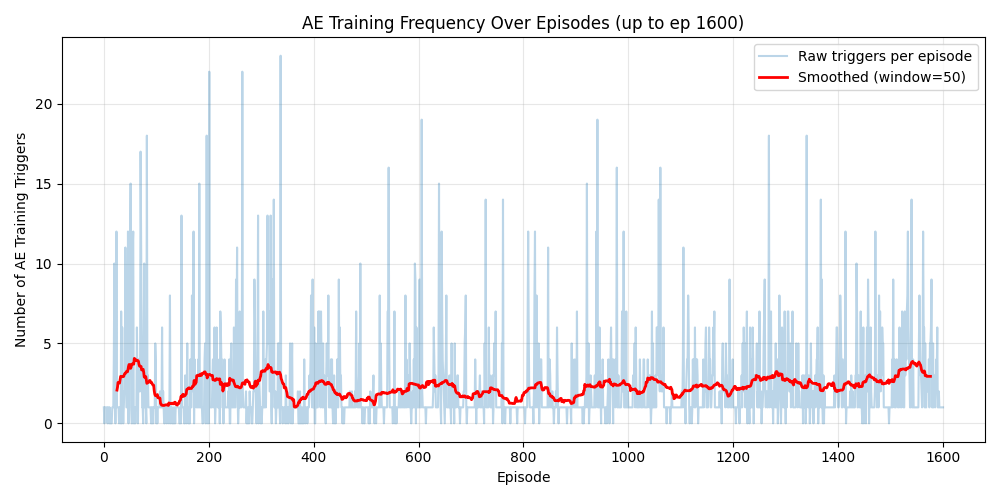 AE Training Frequency Over Episodes (up to ep 1600)
Raw triggers per episode
Smoothed (window=50)
Number of AE Training Triggers
20
15
10
5
0
0 200 400 600 800 1000 1200 1400 1600
Episode